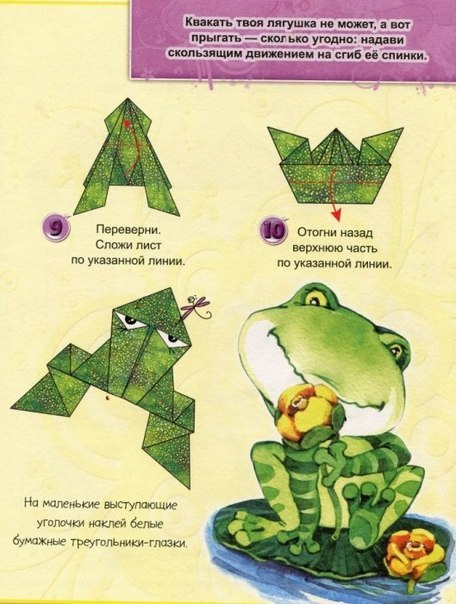 Квакать твоя лягушка не может, а вот
прыгать — сколько угодно: надави
скользящим движением на сгиб её спинки.
9
Переверни.
Сложи лист
по указанной линии.
10
Отогни назад
верхнюю часть
по указанной линии.
На маленькие выступающие
уголочки наклей белые
бумажные треугольники-глазки.